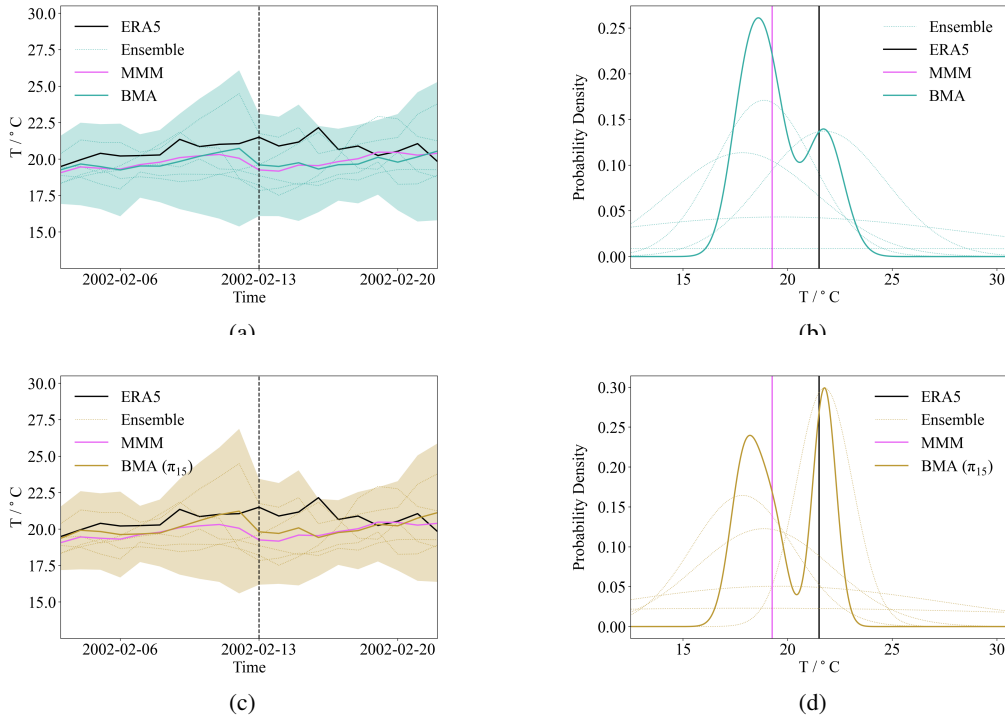 30.0
27.5
25.0
22.5
20.0
17.5
15.0
T / ° C
ERA5
Ensemble
MMM
BMA
2002-02-06
2002-02-13
2002-02-20
Time
(a)
0.25
0.20
0.15
0.10
0.05
0.00
Probability Density
Ensemble
ERA5
MMM
BMA
15
20
25
30
T / ° C
(b)
30.0
27.5
25.0
22.5
20.0
17.5
15.0
T / ° C
ERA5
Ensemble
MMM
BMA (π₁₅)
2002-02-06
2002-02-13
2002-02-20
Time
(c)
0.30
0.25
0.20
0.15
0.10
0.05
0.00
Probability Density
ERA5
Ensemble
MMM
BMA (π₁₅)
15
20
25
30
T / ° C
(d)